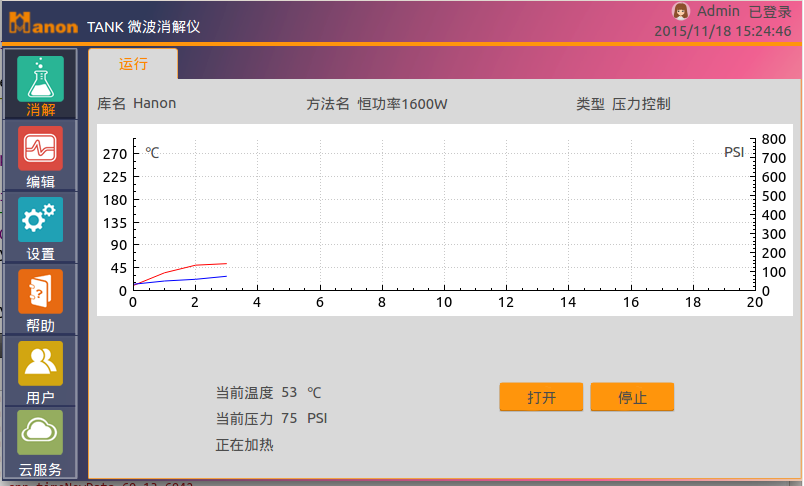 Hanon TANK 微波消解仪
Admin 已登录
2015/11/18 15:24:46
运行
消解
编辑
设置
帮助
用户
云服务
库名 Hanon
方法名 恒功率1600W
类型 压力控制
℃
PSI
270
225
180
135
90
45
0
800
700
600
500
400
300
200
100
0
0 2 4 6 8 10 12 14 16 18 20
当前温度 53 ℃
当前压力 75 PSI
正在加热
打开
停止